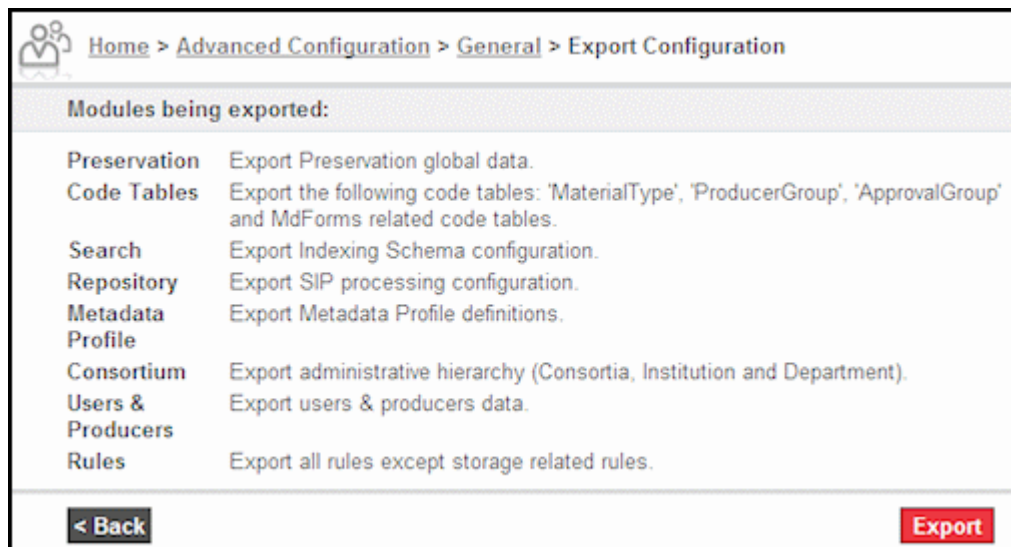 Home > Advanced Configuration > General > Export Configuration
Modules being exported:
Preservation Export Preservation global data.
Code Tables Export the following code tables: 'MaterialType', 'ProducerGroup', 'ApprovalGroup'
and MdForms related code tables.
Search Export Indexing Schema configuration.
Repository Export SIP processing configuration.
Metadata Export Metadata Profile definitions.
Profile
Consortium Export administrative hierarchy (Consortia, Institution and Department).
Users & Export users & producers data.
Producers
Rules Export all rules except storage related rules.
< Back Export